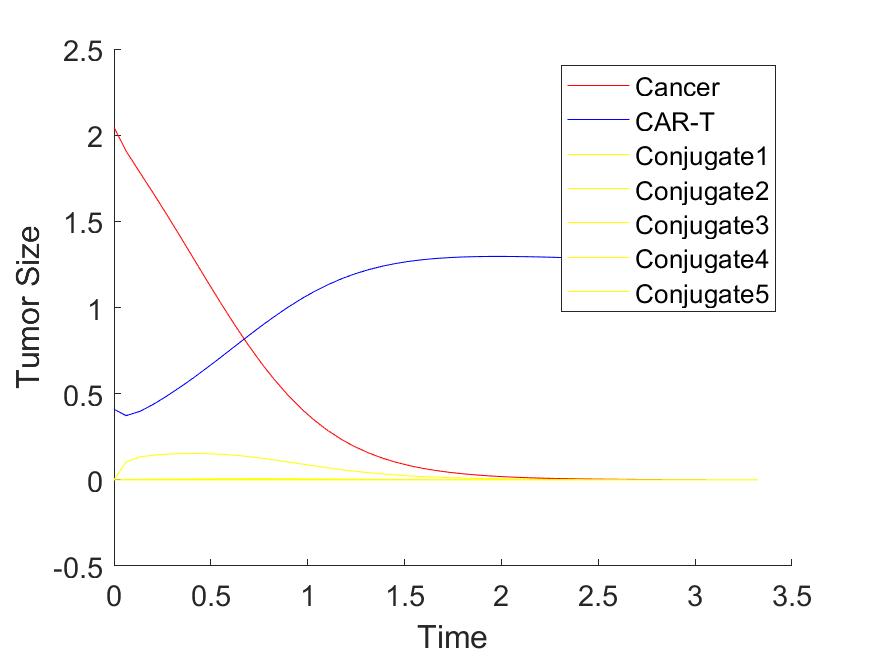 2.5
2
1.5
1
0.5
0
-0.5
Tumor Size
0 0.5 1 1.5 2 2.5 3 3.5
Time
Cancer
CAR-T
Conjugate1
Conjugate2
Conjugate3
Conjugate4
Conjugate5